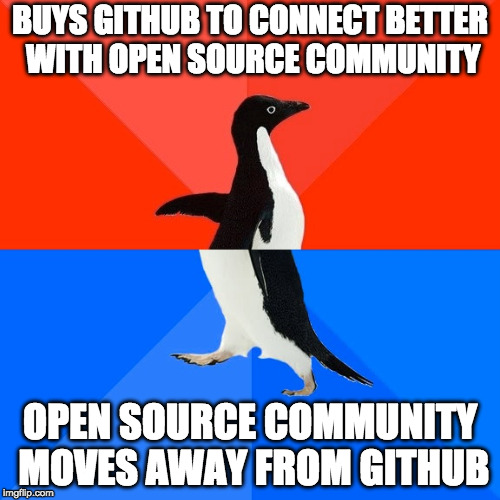 BUYS GITHUB TO CONNECT BETTER
WITH OPEN SOURCE COMMUNITY
OPEN SOURCE COMMUNITY
MOVES AWAY FROM GITHUB
imgflip.com